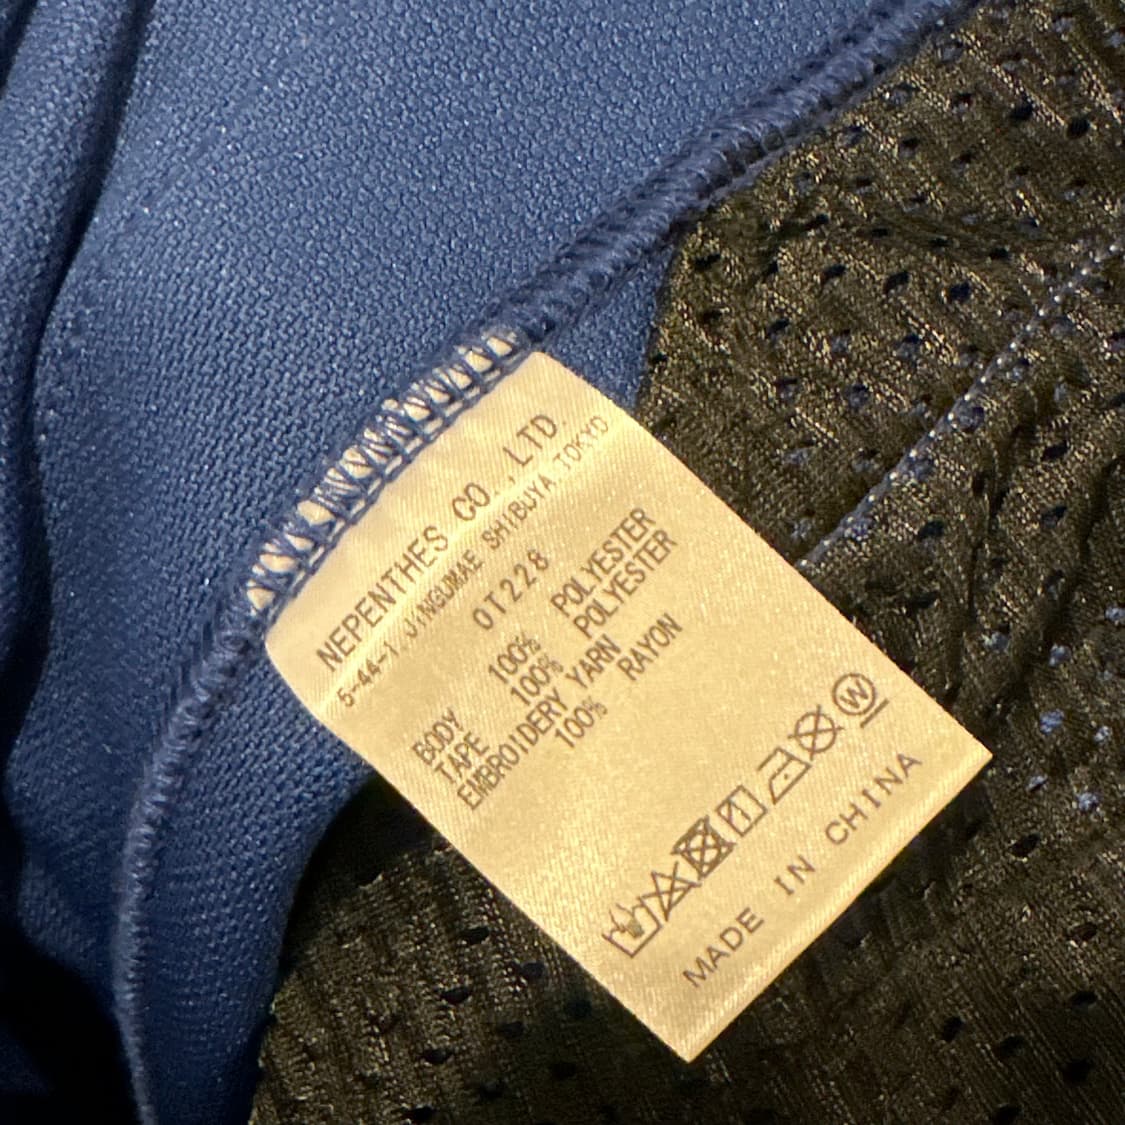 NEPENTHES CO.,LTD.
5-44-1,JINGUMAE SHIBUYA,TOKYO
OT228
BODY 100% POLYESTER
TAPE 100% POLYESTER
EMBROIDERY YARN
100% RAYON
W
MADE IN CHINA